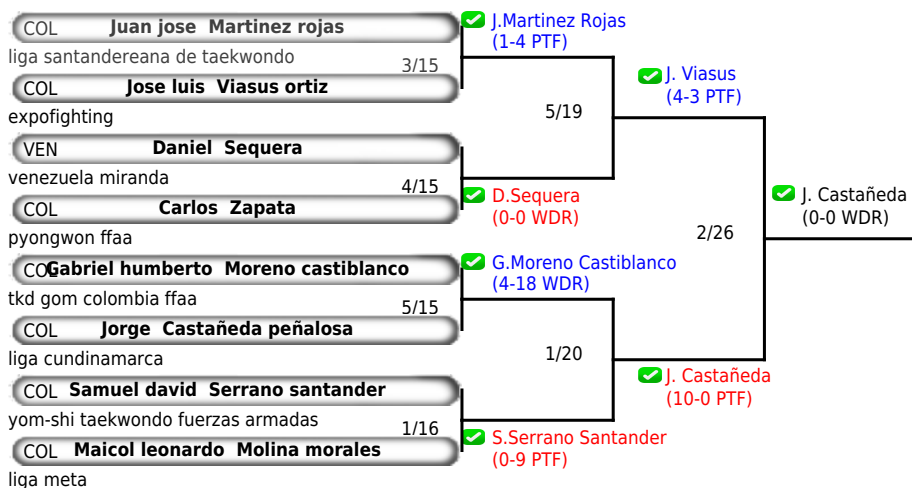 COL Juan jose Martinez rojas
liga santandereana de taekwondo
3/15
COL Jose luis Viasus ortiz
expofighting
VEN Daniel Sequera
venezuela miranda
4/15
COL Carlos Zapata
pyongwon ffaa
COL Gabriel humberto Moreno castiblanco
tkd gom colombia ffaa
5/15
COL Jorge Castañeda peñalosa
liga cundinamarca
COL Samuel david Serrano santander
yom-shi taekwondo fuerzas armadas
1/16
COL Maicol leonardo Molina morales
liga meta
J.Martinez Rojas
(1-4 PTF)
5/19
D.Sequera
(0-0 WDR)
G.Moreno Castiblanco
(4-18 WDR)
1/20
S.Serrano Santander
(0-9 PTF)
J. Viasus
(4-3 PTF)
2/26
J. Castañeda
(10-0 PTF)
J. Castañeda
(0-0 WDR)